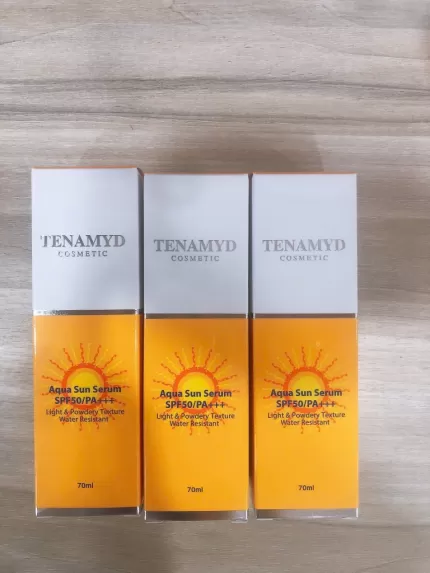 TENAMYD
COSMETIC
Aqua Sun Serum
SPF50/PA+++
Light & Powdery Texture
Water Resistant
70ml
TENAMYD
COSMETIC
Aqua Sun Serum
SPF50/PA+++
Light & Powdery Texture
Water Resistant
70ml
TENAMYD
COSMETIC
Aqua Sun Serum
SPF50/PA+++
Light & Powdery Texture
Water Resistant
70ml